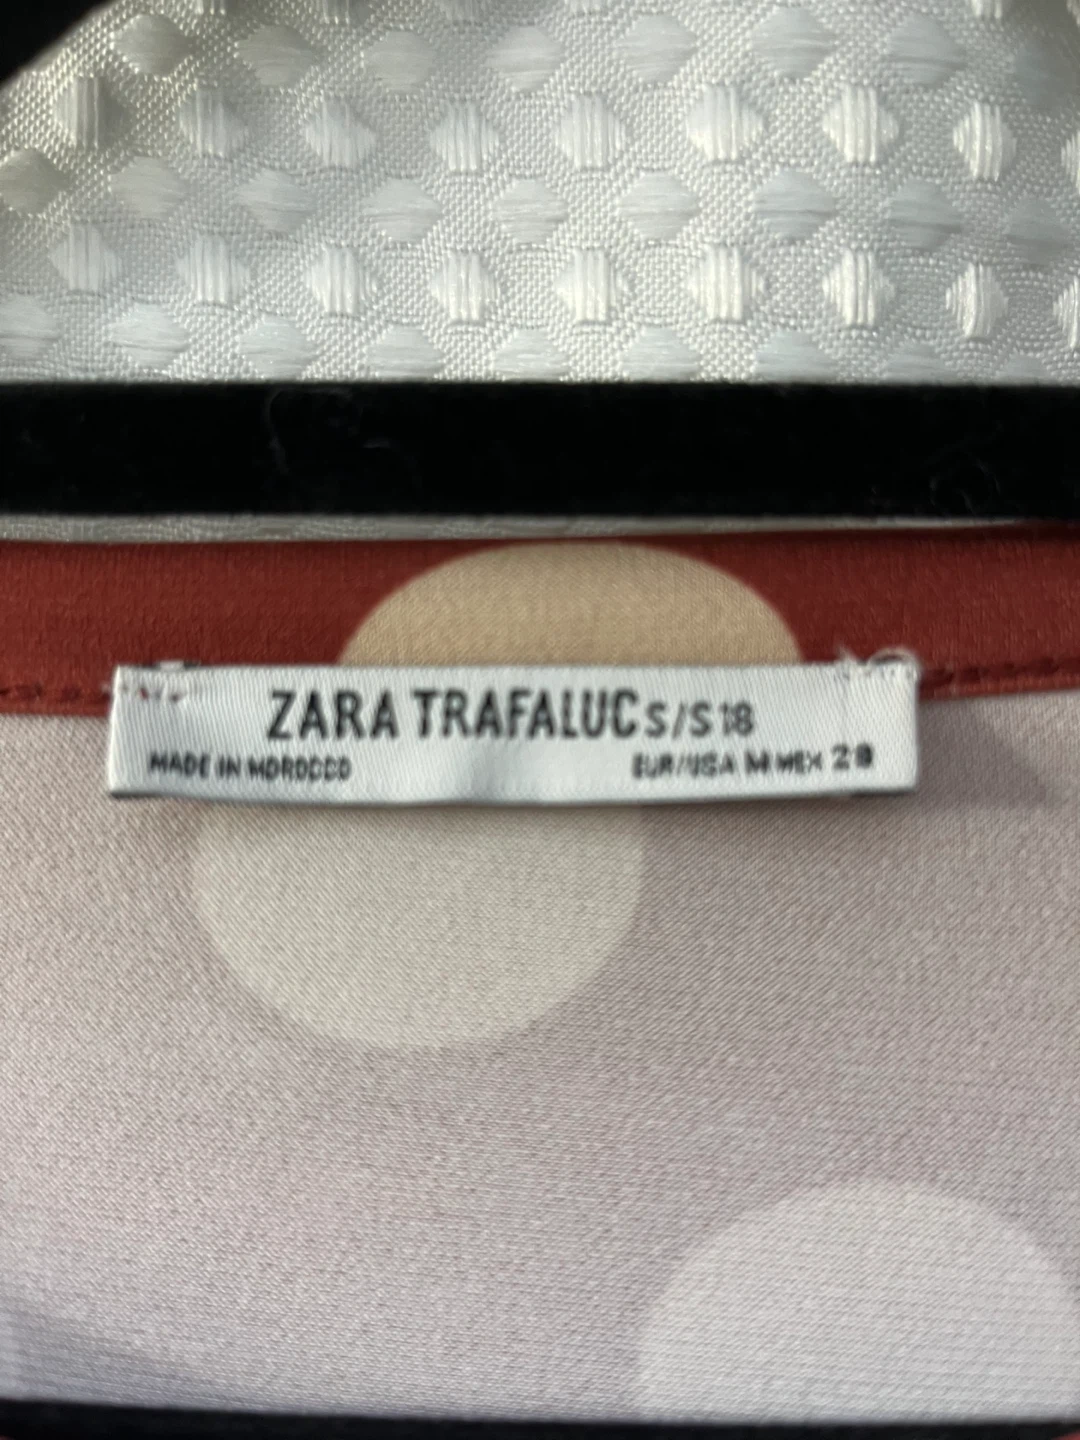 ZARA TRAFALUC S/S18
MADE IN MOROCCO EUR/USA M MEX 28